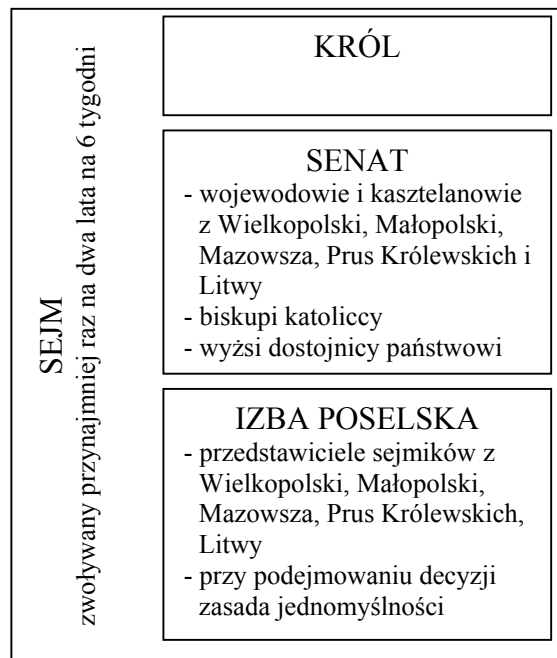 SEJM
zwoływany przynajmniej raz na dwa lata na 6 tygodni
KRÓL
SENAT
- wojewodowie i kasztelanowie
z Wielkopolski, Małopolski,
Mazowsza, Prus Królewskich i
Litwy
- biskupi katoliccy
- wyżsi dostojnicy państwowi
IZBA POSELSKA
- przedstawiciele sejmików z
Wielkopolski, Małopolski,
Mazowsza, Prus Królewskich,
Litwy
- przy podejmowaniu decyzji
zasada jednomyślności